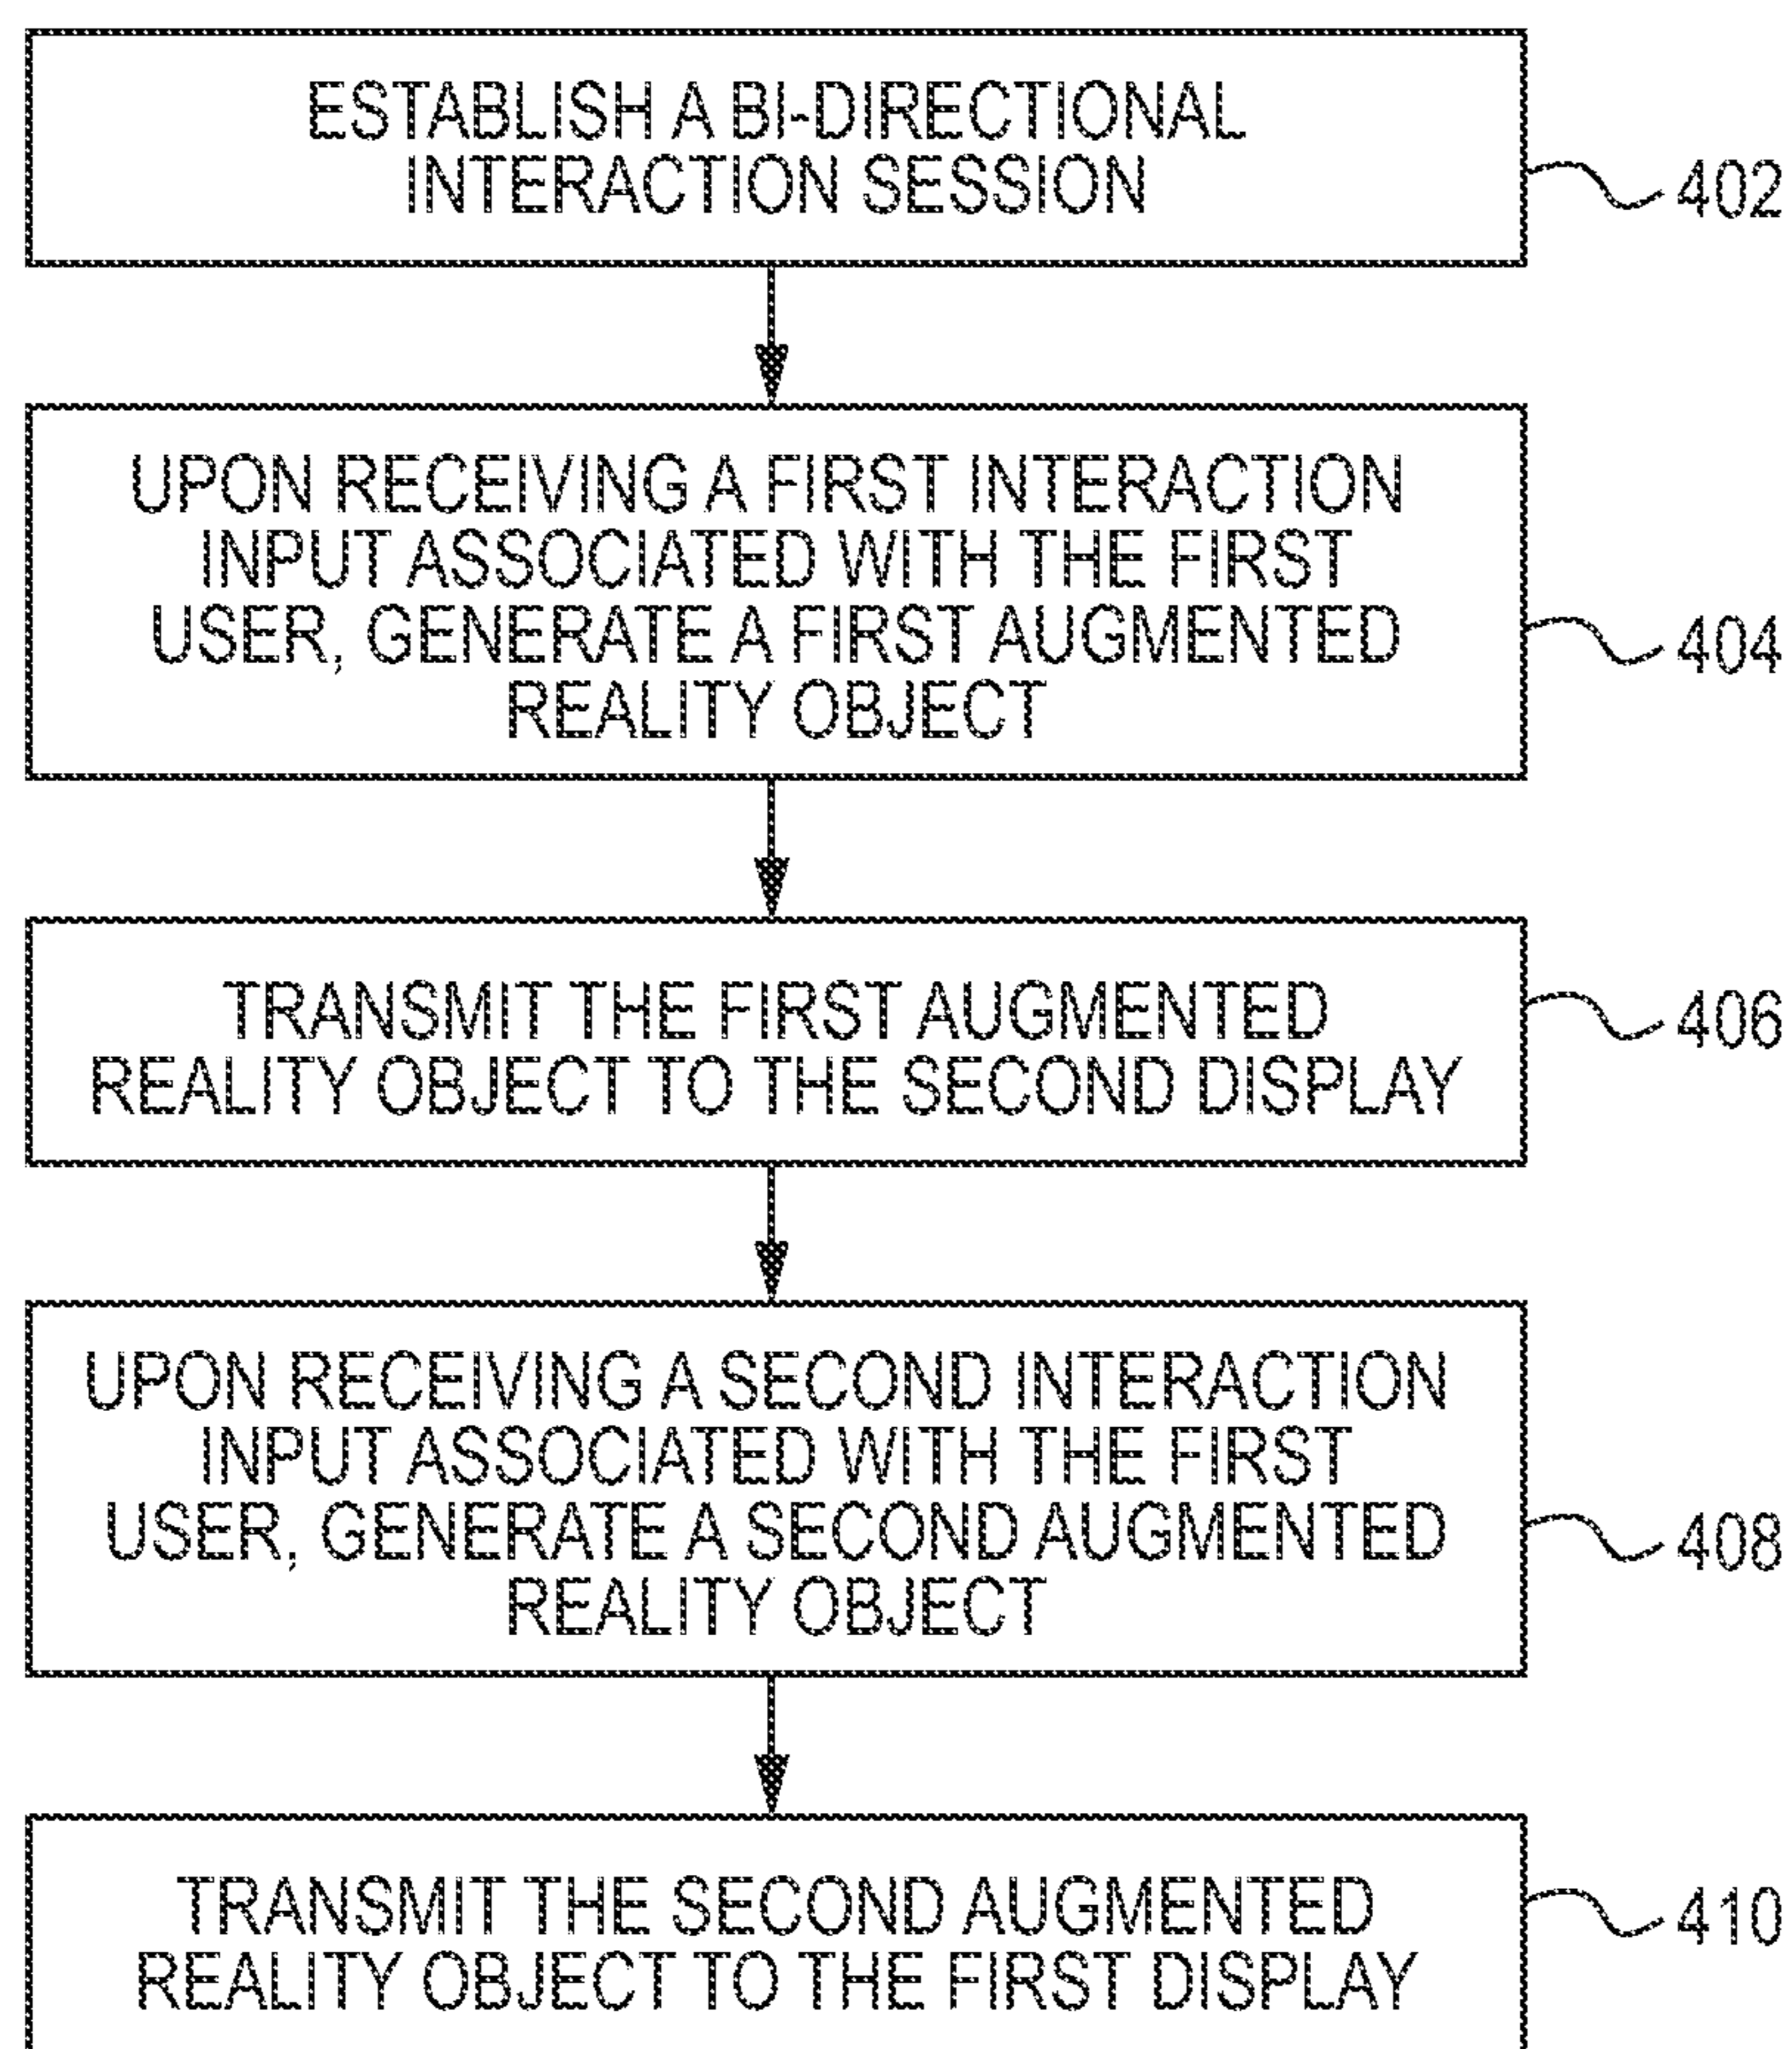 ESTABLISH A BI-DIRECTIONAL
INTERACTION SESSION
402
UPON RECEIVING A FIRST INTERACTION
INPUT ASSOCIATED WITH THE FIRST
USER, GENERATE A FIRST AUGMENTED
REALITY OBJECT
404
TRANSMIT THE FIRST AUGMENTED
REALITY OBJECT TO THE SECOND DISPLAY
406
UPON RECEIVING A SECOND INTERACTION
INPUT ASSOCIATED WITH THE FIRST
USER, GENERATE A SECOND AUGMENTED
REALITY OBJECT
408
TRANSMIT THE SECOND AUGMENTED
REALITY OBJECT TO THE FIRST DISPLAY
410